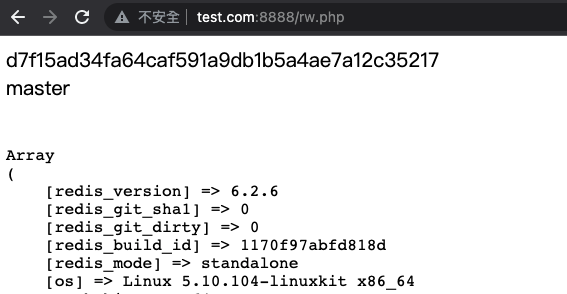 不安全 | test.com:8888/rw.php
d7f15ad34fa64caf591a9db1b5a4ae7a12c35217
master
Array
(
[redis_version] => 6.2.6
[redis_git_sha1] => 0
[redis_git_dirty] => 0
[redis_build_id] => 1170f97abfd818d
[redis_mode] => standalone
[os] => Linux 5.10.104-linuxkit x86_64